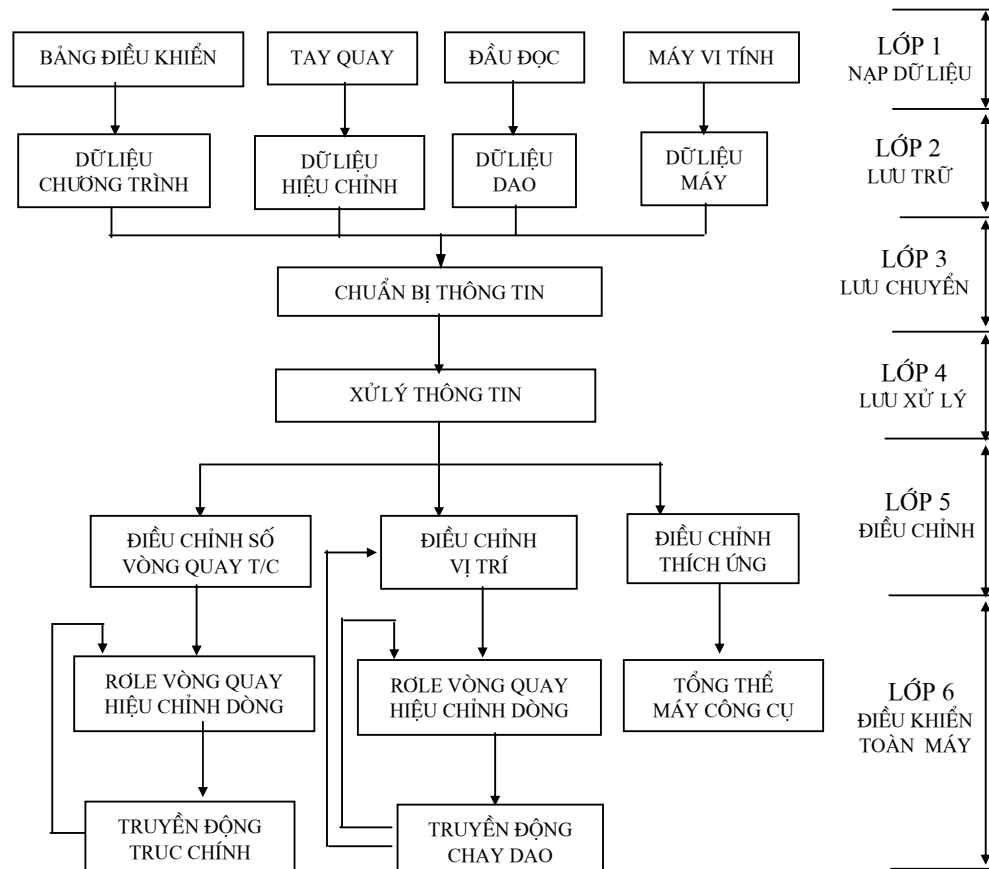 BẢNG ĐIỀU KHIỂN
TAY QUAY
ĐẦU ĐỌC
MÁY VI TÍNH
LỚP 1
NẠP DỮ LIỆU
DỮ LIỆU
CHƯƠNG TRÌNH
DỮ LIỆU
HIỆU CHỈNH
DỮ LIỆU
DAO
DỮ LIỆU
MÁY
LỚP 2
LƯU TRỮ
CHUẨN BỊ THÔNG TIN
LỚP 3
LƯU CHUYỂN
XỬ LÝ THÔNG TIN
LỚP 4
LƯU XỬ LÝ
ĐIỀU CHỈNH SỐ
VÒNG QUAY T/C
ĐIỀU CHỈNH
VỊ TRÍ
ĐIỀU CHỈNH
THÍCH ỨNG
LỚP 5
ĐIỀU CHỈNH
RƠLE VÒNG QUAY
HIỆU CHỈNH DÒNG
RƠLE VÒNG QUAY
HIỆU CHỈNH DÒNG
TỔNG THỂ
MÁY CÔNG CỤ
LỚP 6
ĐIỀU KHIỂN
TOÀN MÁY
TRUYỀN ĐỘNG
TRUC CHÍNH
TRUYỀN ĐỘNG
CHAY DAO